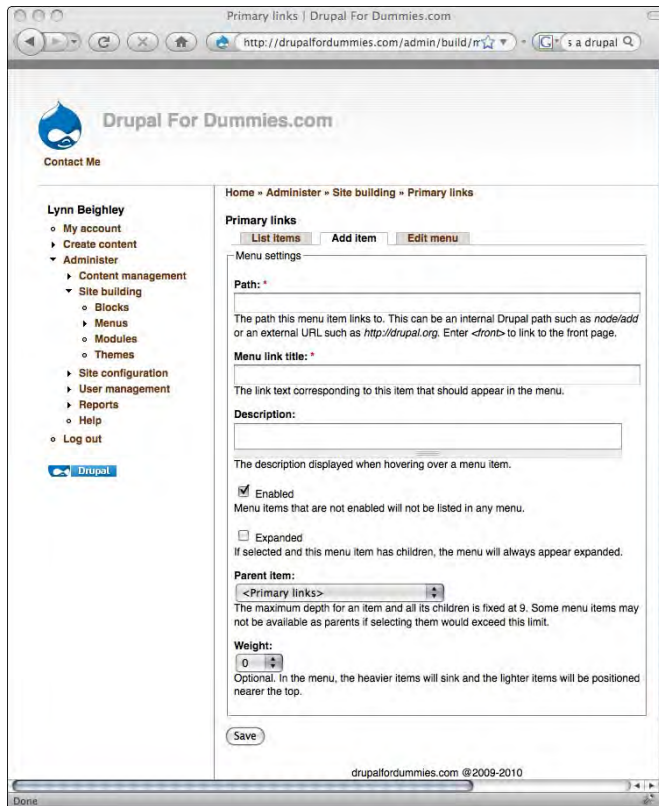 Primary links | Drupal For Dummies.com
http://drupalfordummies.com/admin/build/m
G
s a drupal
Drupal For Dummies.com
Contact Me
Lynn Beighley
My account
Create content
Administer
Content management
Site building
Blocks
Menus
Modules
Themes
Site configuration
User management
Reports
Help
Log out
Drupal
Home » Administer » Site building » Primary links
Primary links
List items Add item Edit menu
Menu settings
Path: *
The path this menu item links to. This can be an internal Drupal path such as node/add
or an external URL such as http://drupal.org. Enter <front> to link to the front page.
Menu link title: *
The link text corresponding to this item that should appear in the menu.
Description:
The description displayed when hovering over a menu item.
Enabled
Menu items that are not enabled will not be listed in any menu.
Expanded
If selected and this menu item has children, the menu will always appear expanded.
Parent item:
<Primary links>
The maximum depth for an item and all its children is fixed at 9. Some menu items may
not be available as parents if selecting them would exceed this limit.
Weight:
0
Optional. In the menu, the heavier items will sink and the lighter items will be positioned
nearer the top.
Save
drupalfordummies.com @2009-2010
Done